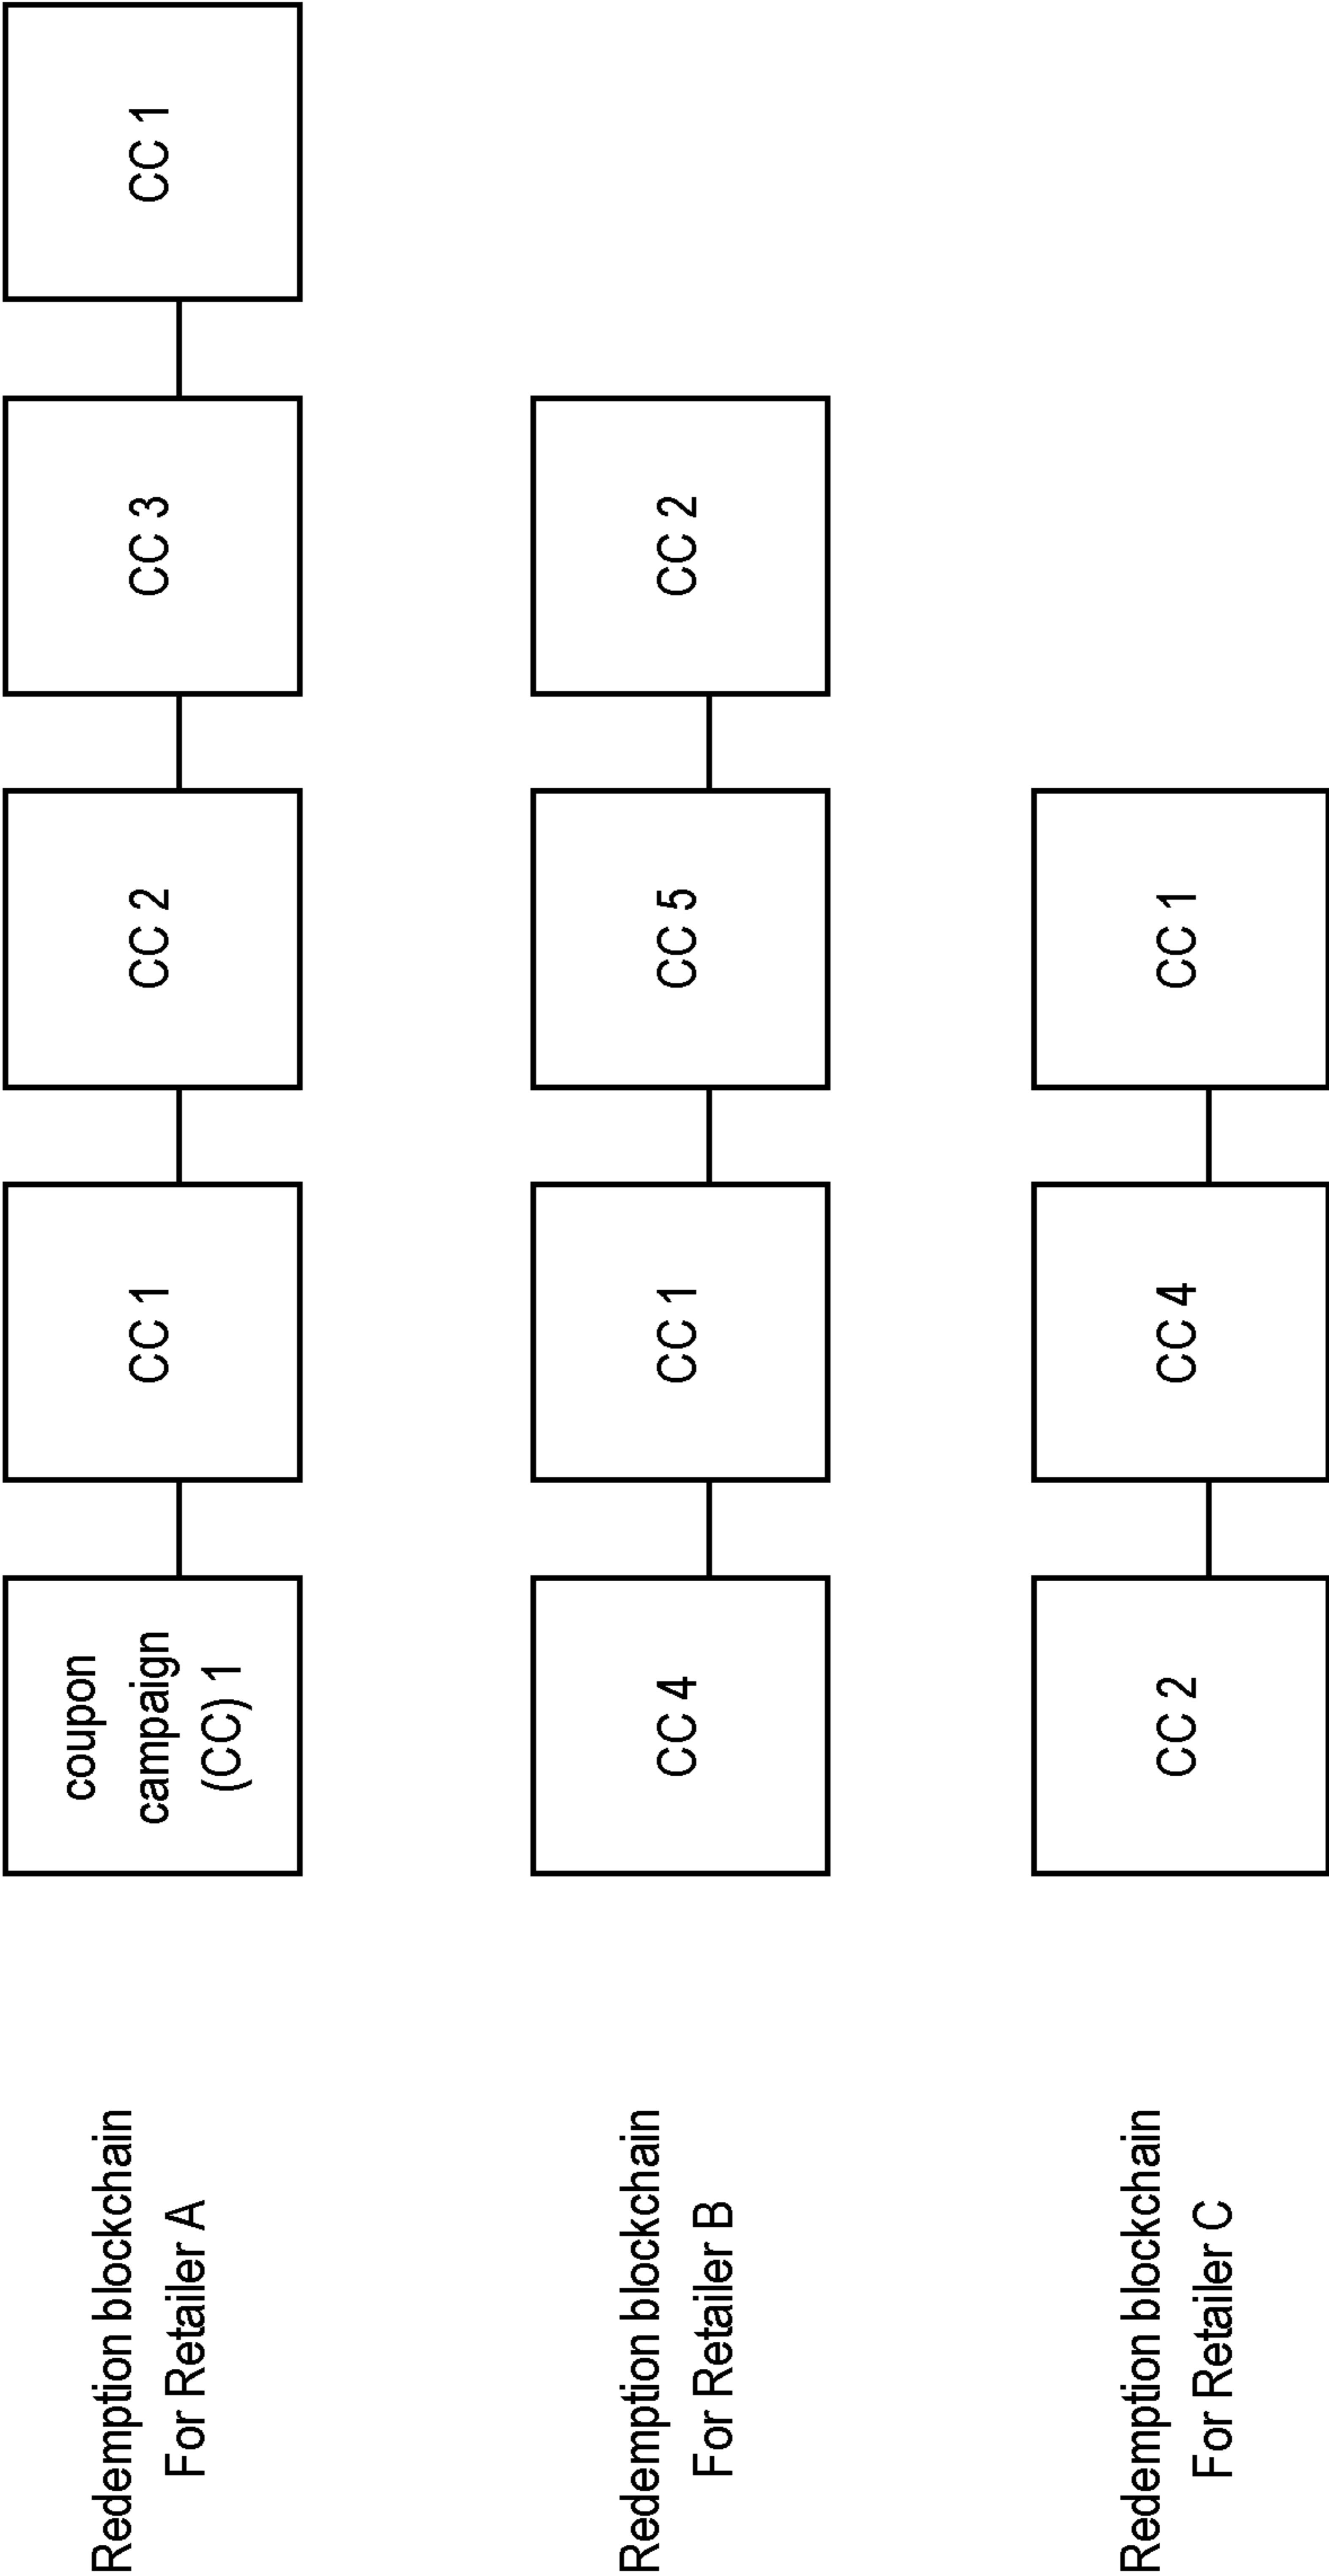 Redemption blockchain
For Retailer A
coupon
campaign
(CC) 1
CC 1
CC 2
CC 3
CC 1
Redemption blockchain
For Retailer B
CC 4
CC 1
CC 5
CC 2
Redemption blockchain
For Retailer C
CC 2
CC 4
CC 1